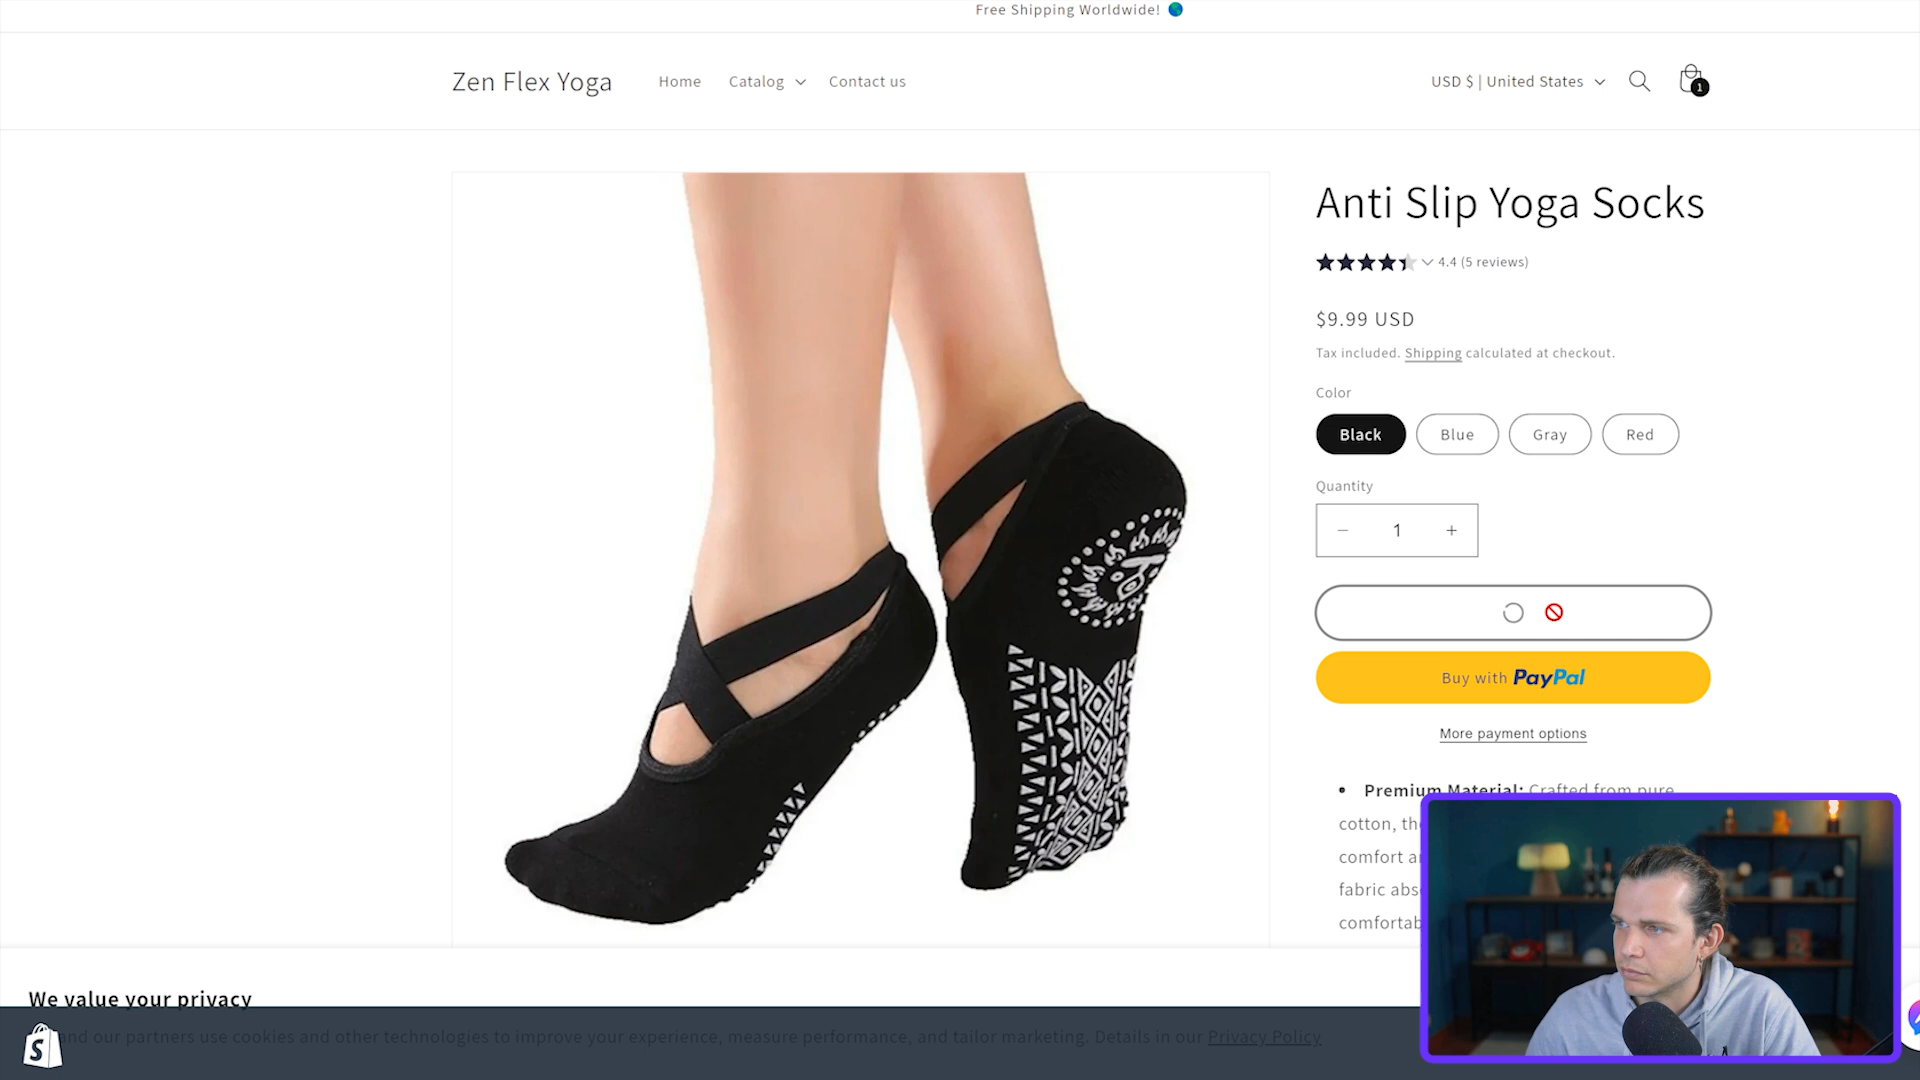 Free Shipping Worldwide!
Zen Flex Yoga
Home
Catalog
Contact us
USD $ | United States
1
Anti Slip Yoga Socks
4.4 (5 reviews)
$9.99 USD
Tax included. Shipping calculated at checkout.
Color
Black
Blue
Gray
Red
Quantity
− 1 +
Buy with PayPal
More payment options
• Premium Material: Crafted from pure
cotton,
comfort
fabric
We value your privacy
and our partners use cookies and other technologies to improve your experience, measure performance, and tailor marketing. Details in our Privacy Policy